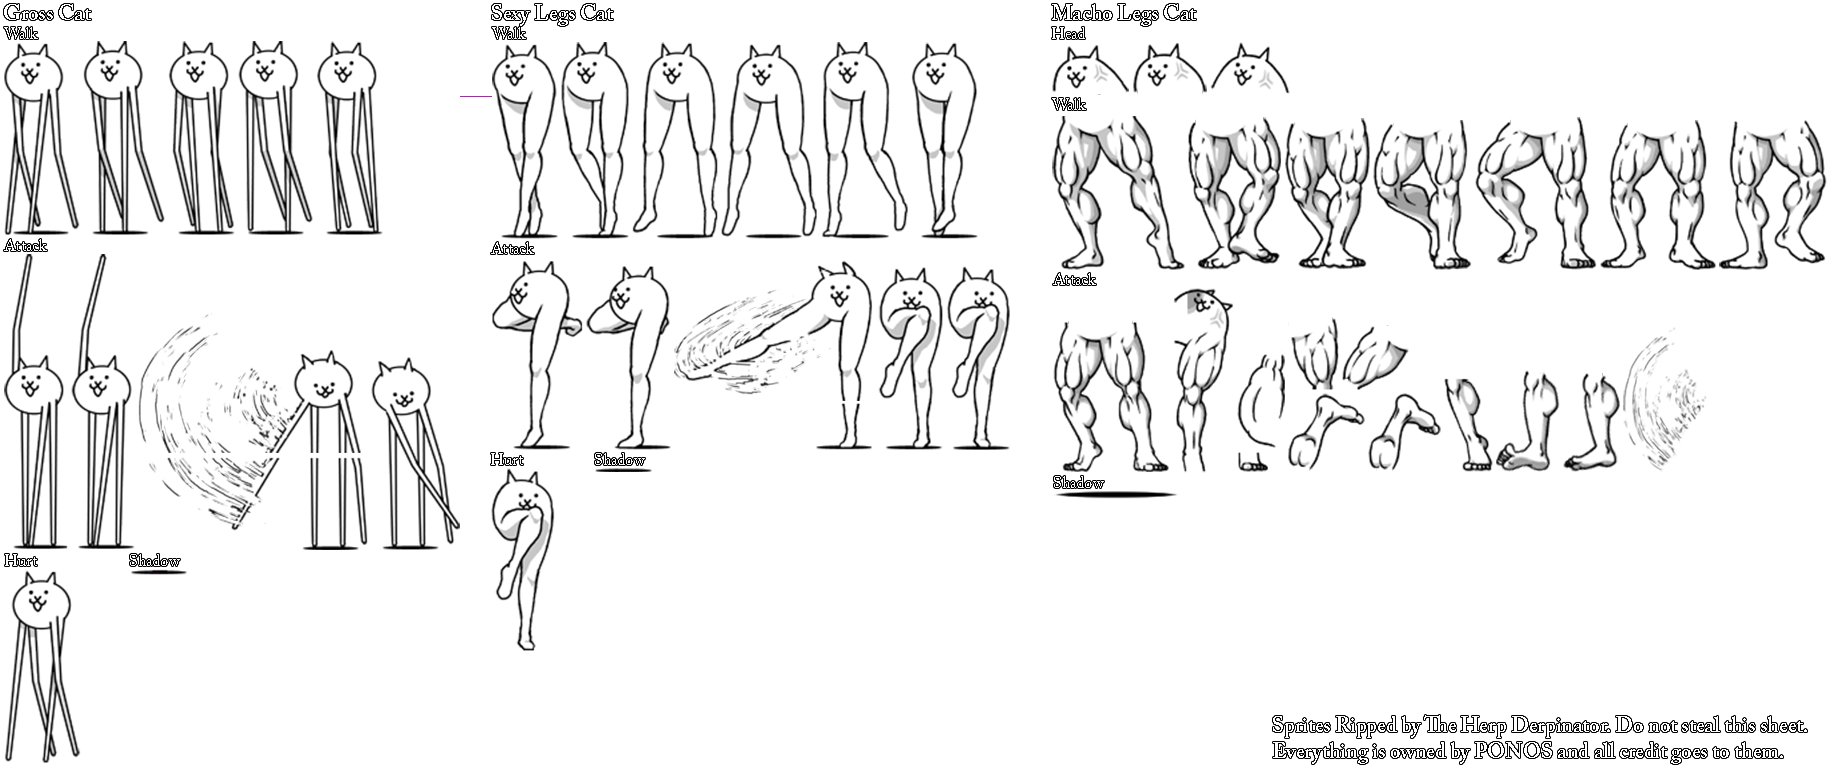 Gross Cat
Walk
Attack
Hurt
Shadow
Sexy Legs Cat
Walk
Attack
Hurt
Shadow
Macho Legs Cat
Head
Walk
Attack
Shadow
Sprites Ripped by The Herp Derpinator. Do not steal this sheet.
Everything is owned by PONOS and all credit goes to them.